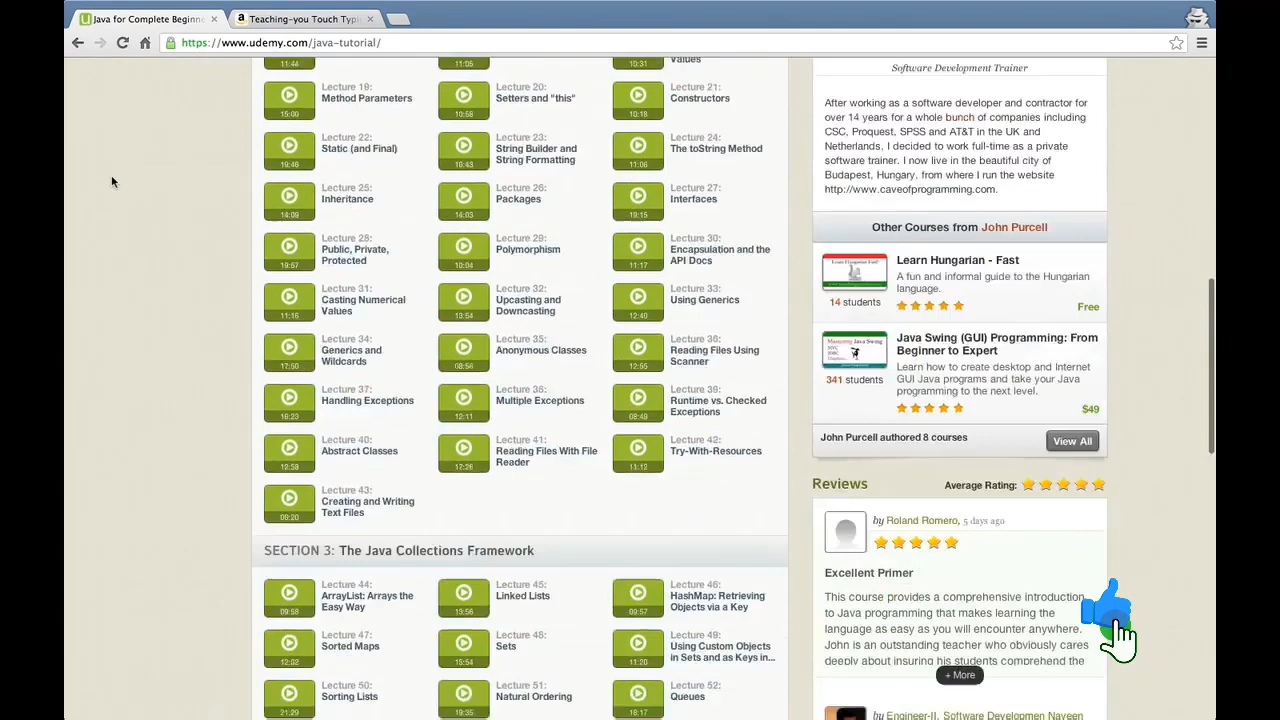 Java for Complete Beginn
Teaching-you Touch Typi
https://www.udemy.com/java-tutorial/
11:44
11:05
10:31
Values
Lecture 19:
Method Parameters
15:00
Lecture 20:
Setters and "this"
10:58
Lecture 21:
Constructors
10:18
Lecture 22:
Static (and Final)
Lecture 23:
String Builder and
String Formatting
Lecture 24:
The toString Method
11:06
Lecture 25:
Inheritance
14:09
Lecture 26:
Packages
14:03
Lecture 27:
Interfaces
19:15
Lecture 28:
Public, Private,
Protected
19:57
Lecture 29:
Polymorphism
10:04
Lecture 30:
Encapsulation and the
API Docs
11:17
Lecture 31:
Casting Numerical
Values
11:16
Lecture 32:
Upcasting and
Downcasting
13:54
Lecture 33:
Using Generics
12:40
Lecture 34:
Generics and
Wildcards
17:50
Lecture 35:
Anonymous Classes
08:56
Lecture 36:
Reading Files Using
Scanner
12:55
Lecture 37:
Handling Exceptions
Lecture 38:
Multiple Exceptions
12:11
Lecture 39:
Runtime vs. Checked
Exceptions
08:49
Lecture 40:
Abstract Classes
12:58
Lecture 41:
Reading Files With File
Reader
17:26
Lecture 42:
Try-With-Resources
11:12
Lecture 43:
Creating and Writing
Text Files
09:20
SECTION 3: The Java Collections Framework
Lecture 44:
ArrayList: Arrays the
Easy Way
09:58
Lecture 45:
Linked Lists
Lecture 46:
HashMap: Retrieving
Objects via a Key
09:57
Lecture 47:
Sorted Maps
12:02
Lecture 48:
Sets
15:54
Lecture 49:
Using Custom Objects
in Sets and as Keys in...
11:20
Lecture 50:
Sorting Lists
21:29
Lecture 51:
Natural Ordering
19:35
Lecture 52:
Queues
18:17
Software Development Trainer
After working as a software developer and contractor for
over 14 years for a whole bunch of companies including
CSC, Proquest, SPSS and AT&T in the UK and
Netherlands, I decided to work full-time as a private
software trainer. I now live in the beautiful city of
Budapest, Hungary, from where I run the website
http://www.caveofprogramming.com.
Other Courses from John Purcell
Learn Hungarian - Fast
A fun and informal guide to the Hungarian
language.
14 students
Free
Java Swing (GUI) Programming: From
Beginner to Expert
Learn how to create desktop and Internet
GUI Java programs and take your Java
programming to the next level.
341 students
$49
John Purcell authored 8 courses
View All
Reviews
Average Rating:
by Roland Romero, 5 days ago
Excellent Primer
This course provides a comprehensive introduction
to Java programming that makes learning the
language as easy as you will encounter anywhere.
John is an outstanding teacher who obviously cares
deeply about insuring his students comprehend the
+ More
by Engineer-II, Software Developmen Naveen